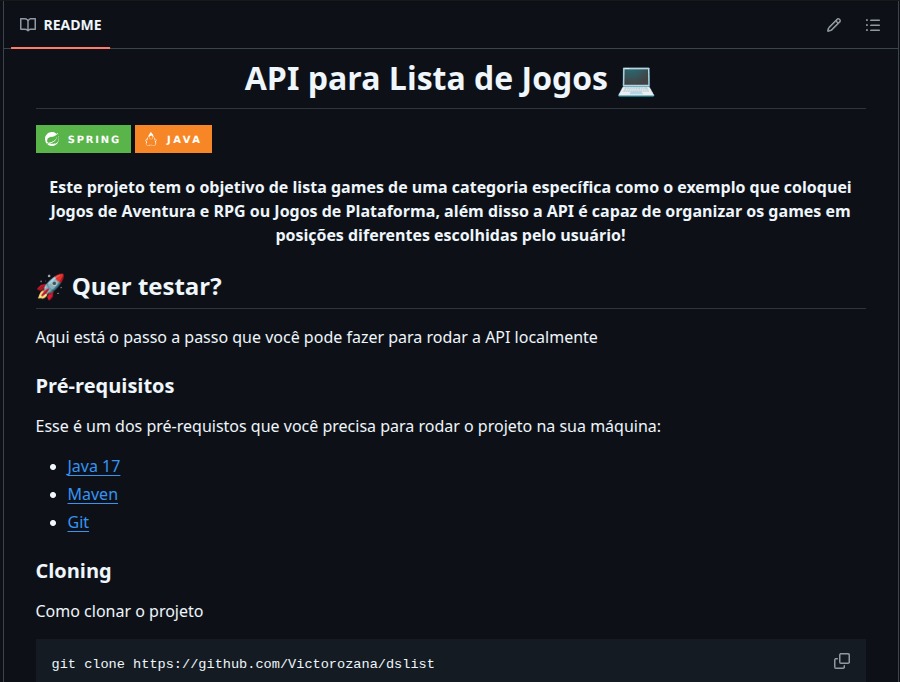 README
API para Lista de Jogos 💻
SPRING JAVA
Este projeto tem o objetivo de lista games de uma categoria específica como o exemplo que coloquei
Jogos de Aventura e RPG ou Jogos de Plataforma, além disso a API é capaz de organizar os games em
posições diferentes escolhidas pelo usuário!
🚀 Quer testar?
Aqui está o passo a passo que você pode fazer para rodar a API localmente
Pré-requisitos
Esse é um dos pré-requistos que você precisa para rodar o projeto na sua máquina:
Java 17
Maven
Git
Cloning
Como clonar o projeto
git clone https://github.com/Victorozana/dslist